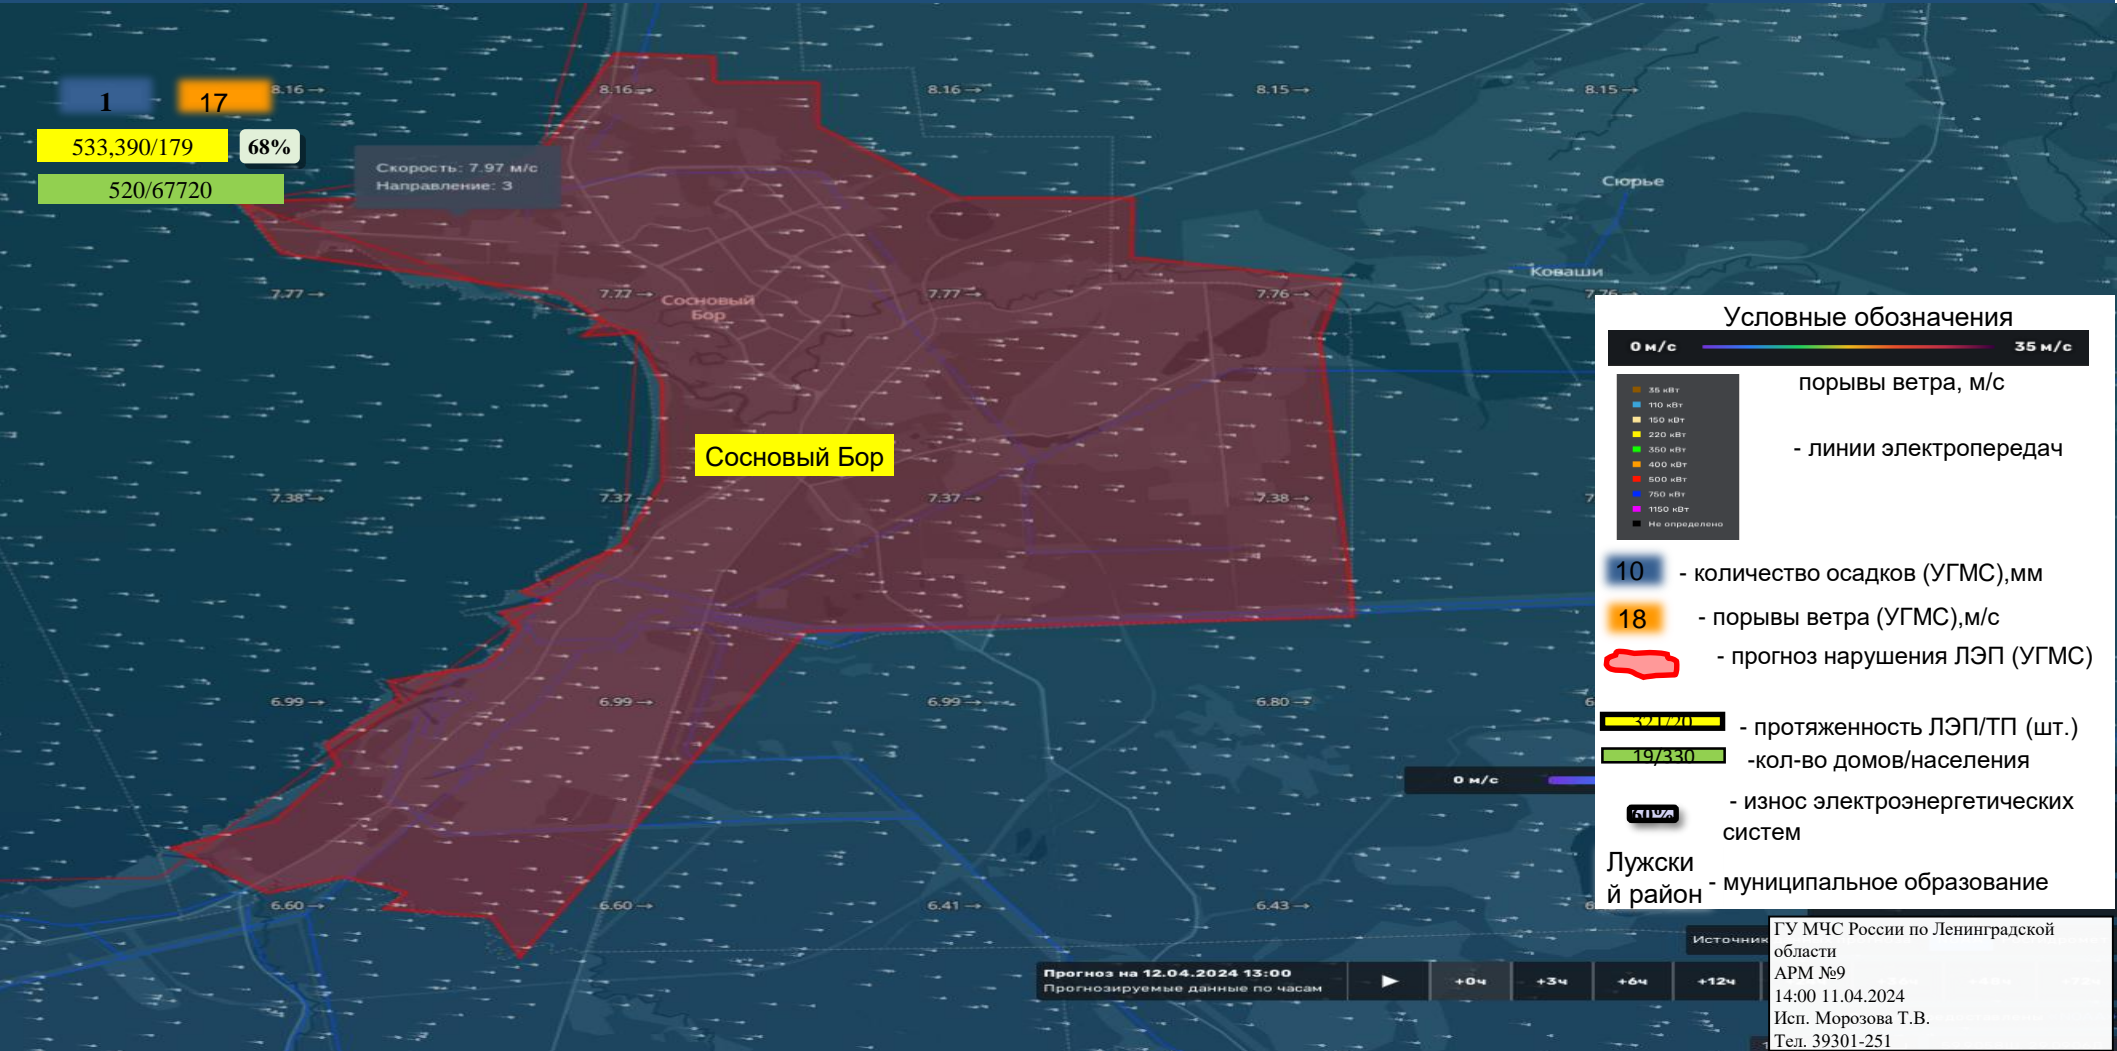 1
17
533,390/179
68%
520/67720
8.16→
8.16→
8.16→
8.15→
8.15→
Скорость: 7.97 м/с
Направление: З
Сюрье
Коваши
7.77→
7.77→
7.77→
7.76→
7.76→
Сосновый
Бор
Сосновый Бор
7.38→
7.37→
7.37→
7.38→
6.99→
6.99→
6.99→
6.80→
6.60→
6.60→
6.41→
6.43→
0 м/с
Условные обозначения
0 м/с
35 м/с
порывы ветра, м/с
35 кВт
110 кВт
150 кВт
220 кВт
350 кВт
400 кВт
500 кВт
750 кВт
1150 кВт
Не определено
- линии электропередач
10 - количество осадков (УГМС),мм
18 - порывы ветра (УГМС),м/с
- прогноз нарушения ЛЭП (УГМС)
321/20 - протяженность ЛЭП/ТП (шт.)
19/330 -кол-во домов/населения
- износ электроэнергетических
систем
Лужски
й район - муниципальное образование
Источник
Прогноз на 12.04.2024 13:00
Прогнозируемые данные по часам
+0ч
+3ч
+6ч
+12ч
ГУ МЧС России по Ленинградской
области
АРМ №9
14:00 11.04.2024
Исп. Морозова Т.В.
Тел. 39301-251